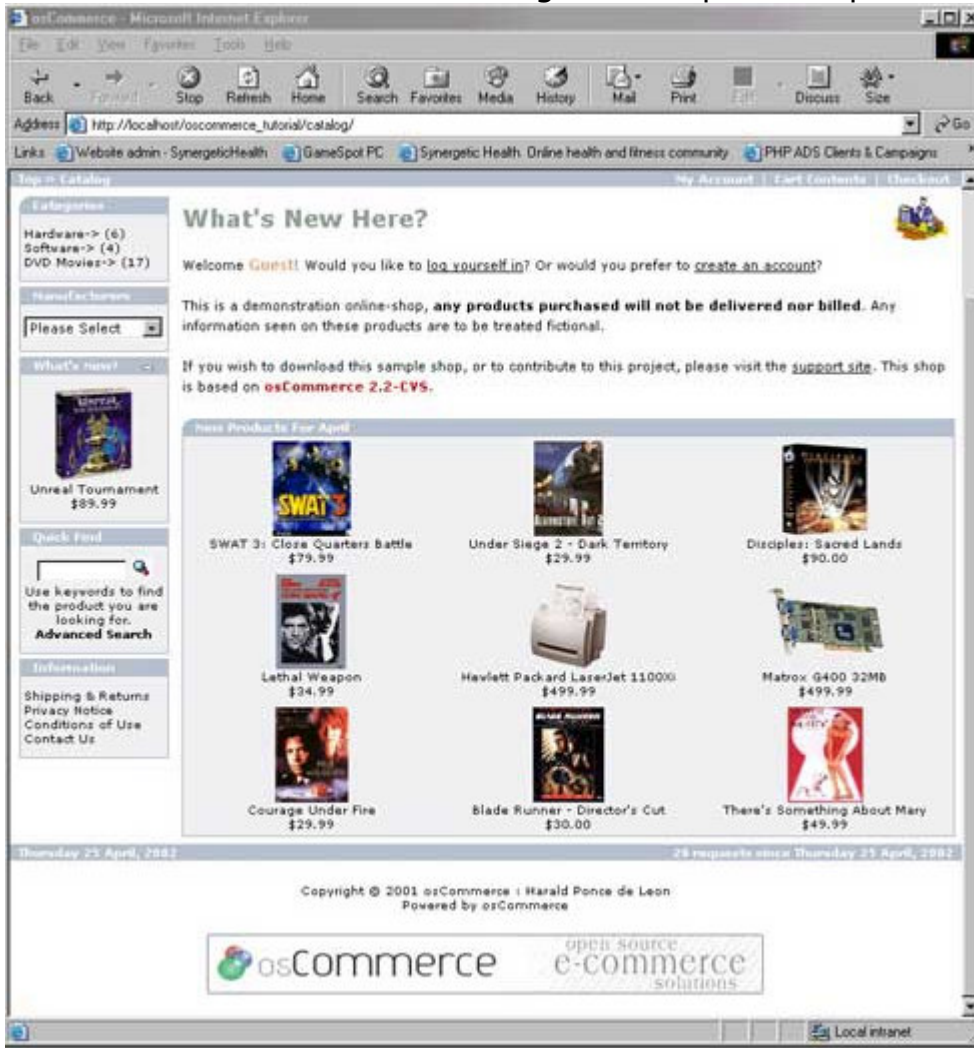 osCommerce - Microsoft Internet Explorer
File Edit View Favorites Tools Help
Back Forward Stop Refresh Home Search Favorites Media History Mail Print Edit Discuss Size
Address http://localhost/oscommerce_tutorial/catalog/ Go
Links Website admin - SynergeticHealth GameSpot PC Synergetic Health. Online health and fitness community PHP ADS Clients & Campaigns
Top » Catalog My Account | Cart Contents | Checkout
Categories
Hardware-> (6)
Software-> (4)
DVD Movies-> (17)
Manufacturers
Please Select
What's new?
Unreal Tournament
$89.99
Quick Find
Use keywords to find
the product you are
looking for.
Advanced Search
Information
Shipping & Returns
Privacy Notice
Conditions of Use
Contact Us
What's New Here?
Welcome Guest! Would you like to log yourself in? Or would you prefer to create an account?
This is a demonstration online-shop, any products purchased will not be delivered nor billed. Any
information seen on these products are to be treated fictional.
If you wish to download this sample shop, or to contribute to this project, please visit the support site. This shop
is based on osCommerce 2.2-CVS.
New Products For April
SWAT 3
SWAT 3: Close Quarters Battle
$79.99
Under Siege 2 - Dark Territory
$29.99
Disciples: Sacred Lands
$90.00
Lethal Weapon
$34.99
Hewlett Packard LaserJet 1100Xi
$499.99
Matrox G400 32MB
$499.99
Courage Under Fire
$29.99
BLADE RUNNER
Blade Runner - Director's Cut
$30.00
There's Something About Mary
$49.99
Thursday 25 April, 2002 28 requests since Thursday 25 April, 2002
Copyright © 2001 osCommerce : Harald Ponce de Leon
Powered by osCommerce
osCommerce
open source
e-commerce
solutions
Local intranet